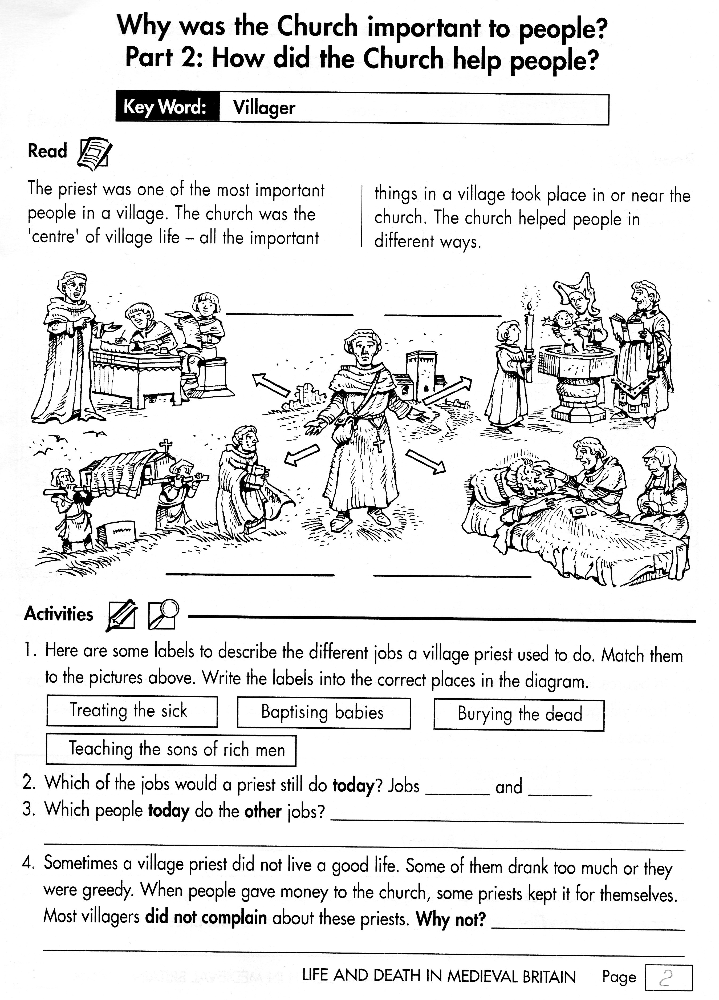 Why was the Church important to people?
Part 2: How did the Church help people?
Key Word: Villager
Read
The priest was one of the most important
people in a village. The church was the
'centre' of village life – all the important
things in a village took place in or near the
church. The church helped people in
different ways.
Activities
1. Here are some labels to describe the different jobs a village priest used to do. Match them
to the pictures above. Write the labels into the correct places in the diagram.
Treating the sick
Baptising babies
Burying the dead
Teaching the sons of rich men
2. Which of the jobs would a priest still do today? Jobs ______ and ______
3. Which people today do the other jobs? ______
4. Sometimes a village priest did not live a good life. Some of them drank too much or they
were greedy. When people gave money to the church, some priests kept it for themselves.
Most villagers did not complain about these priests. Why not? ______
LIFE AND DEATH IN MEDIEVAL BRITAIN Page 2